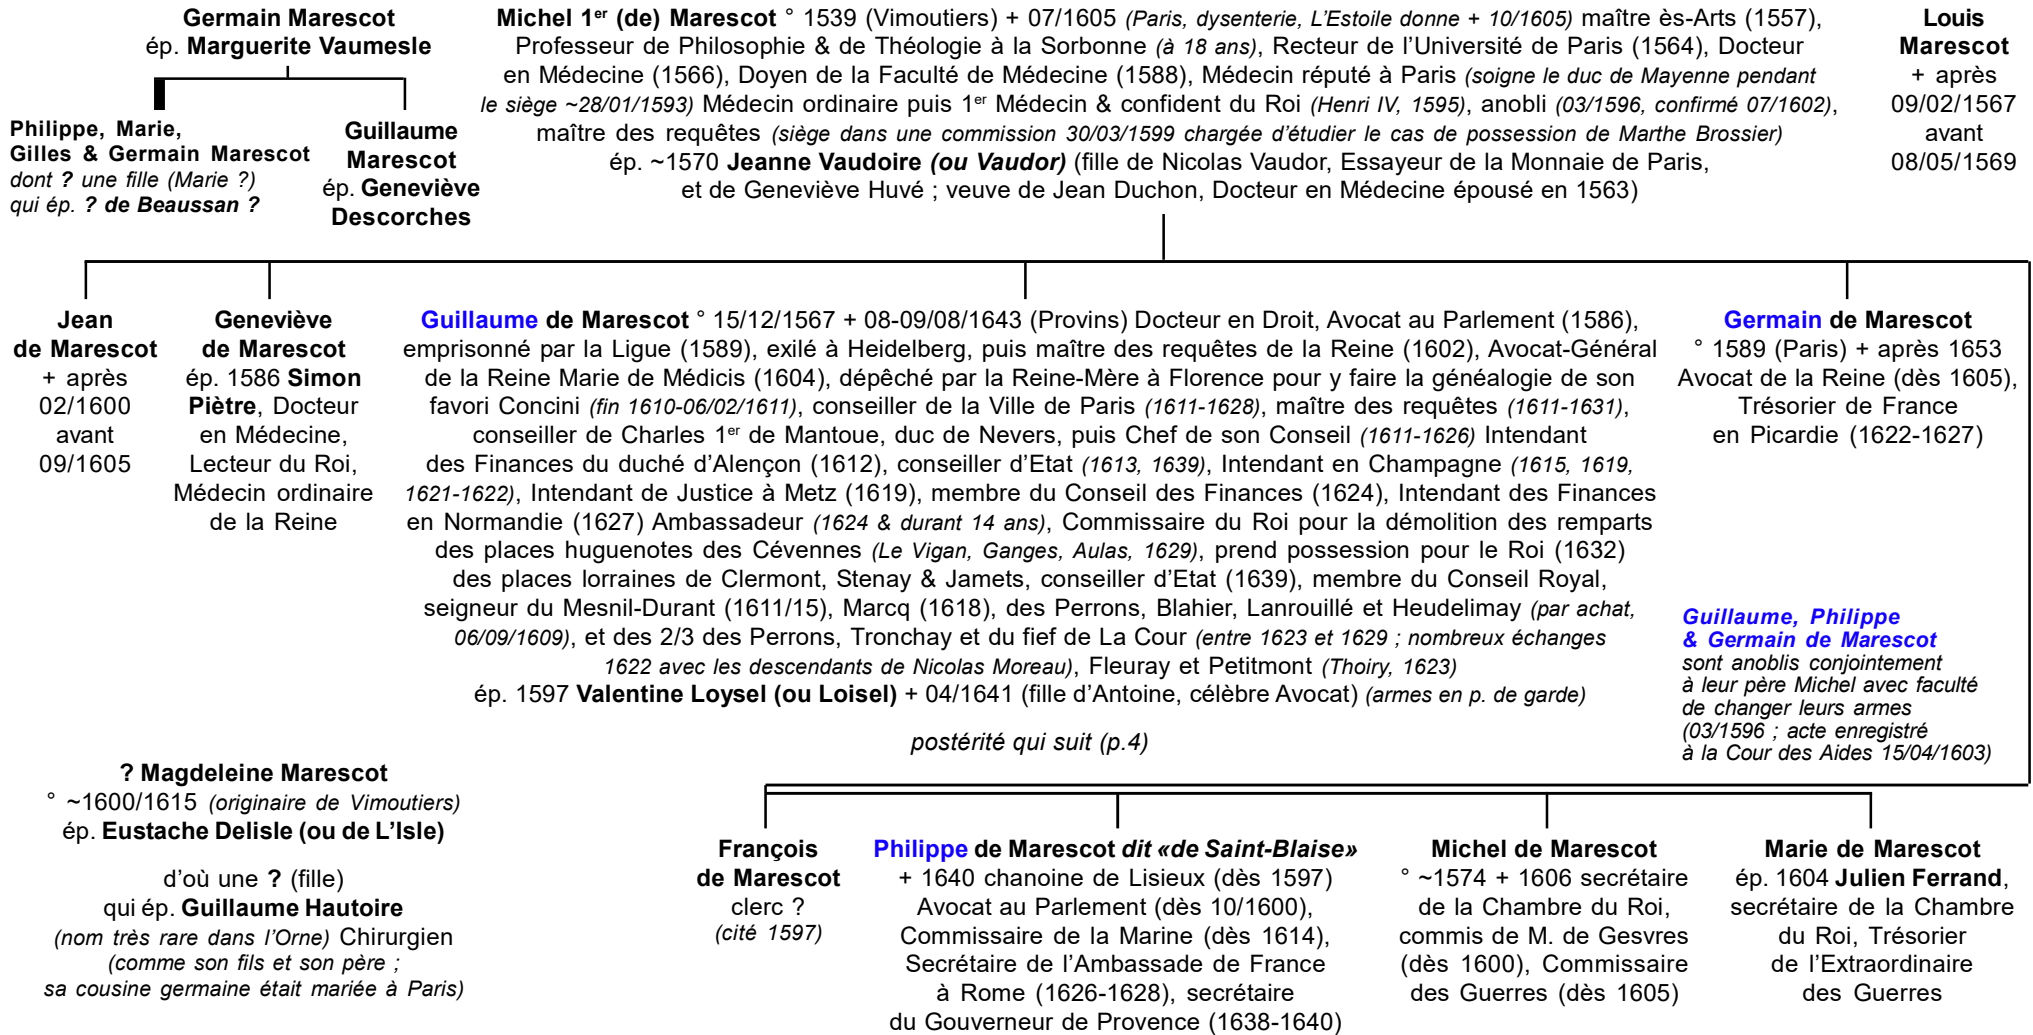 Germain Marescot
ép. Marguerite Vaumesle
Philippe, Marie,
Gilles & Germain Marescot
dont ? une fille (Marie ?)
qui ép. ? de Beaussan ?
Guillaume
Marescot
ép. Geneviève
Descorches
Michel 1er (de) Marescot ° 1539 (Vimoutiers) + 07/1605 (Paris, dysenterie, L'Estoile donne + 10/1605) maître ès-Arts (1557),
Professeur de Philosophie & de Théologie à la Sorbonne (à 18 ans), Recteur de l'Université de Paris (1564), Docteur
en Médecine (1566), Doyen de la Faculté de Médecine (1588), Médecin réputé à Paris (soigne le duc de Mayenne pendant
le siège ~28/01/1593) Médecin ordinaire puis 1er Médecin & confident du Roi (Henri IV, 1595), anobli (03/1596, confirmé 07/1602),
maître des requêtes (siège dans une commission 30/03/1599 chargée d'étudier le cas de possession de Marthe Brossier)
ép. ~1570 Jeanne Vaudoire (ou Vaudor) (fille de Nicolas Vaudor, Essayeur de la Monnaie de Paris,
et de Geneviève Huvé ; veuve de Jean Duchon, Docteur en Médecine épousé en 1563)
Louis
Marescot
+ après
09/02/1567
avant
08/05/1569
Jean
de Marescot
+ après
02/1600
avant
09/1605
Geneviève
de Marescot
ép. 1586 Simon
Piètre, Docteur
en Médecine,
Lecteur du Roi,
Médecin ordinaire
de la Reine
Guillaume de Marescot ° 15/12/1567 + 08-09/08/1643 (Provins) Docteur en Droit, Avocat au Parlement (1586),
emprisonné par la Ligue (1589), exilé à Heidelberg, puis maître des requêtes de la Reine (1602), Avocat-Général
de la Reine Marie de Médicis (1604), dépêché par la Reine-Mère à Florence pour y faire la généalogie de son
favori Concini (fin 1610-06/02/1611), conseiller de la Ville de Paris (1611-1628), maître des requêtes (1611-1631),
conseiller de Charles 1er de Mantoue, duc de Nevers, puis Chef de son Conseil (1611-1626) Intendant
des Finances du duché d'Alençon (1612), conseiller d'Etat (1613, 1639), Intendant en Champagne (1615, 1619,
1621-1622), Intendant de Justice à Metz (1619), membre du Conseil des Finances (1624), Intendant des Finances
en Normandie (1627) Ambassadeur (1624 & durant 14 ans), Commissaire du Roi pour la démolition des remparts
des places huguenotes des Cévennes (Le Vigan, Ganges, Aulas, 1629), prend possession pour le Roi (1632)
des places lorraines de Clermont, Stenay & Jamets, conseiller d'Etat (1639), membre du Conseil Royal,
seigneur du Mesnil-Durant (1611/15), Marcq (1618), des Perrons, Blahier, Lanrouillé et Heudelimay (par achat,
06/09/1609), et des 2/3 des Perrons, Tronchay et du fief de La Cour (entre 1623 et 1629 ; nombreux échanges
1622 avec les descendants de Nicolas Moreau), Fleuray et Petitmont (Thoiry, 1623)
ép. 1597 Valentine Loysel (ou Loisel) + 04/1641 (fille d'Antoine, célèbre Avocat) (armes en p. de garde)
postérité qui suit (p.4)
Germain de Marescot
° 1589 (Paris) + après 1653
Avocat de la Reine (dès 1605),
Trésorier de France
en Picardie (1622-1627)
Guillaume, Philippe
& Germain de Marescot
sont anoblis conjointement
à leur père Michel avec faculté
de changer leurs armes
(03/1596 ; acte enregistré
à la Cour des Aides 15/04/1603)
? Magdeleine Marescot
° ~1600/1615 (originaire de Vimoutiers)
ép. Eustache Delisle (ou de L'Isle)
d'où une ? (fille)
qui ép. Guillaume Hautoire
(nom très rare dans l'Orne) Chirurgien
(comme son fils et son père ;
sa cousine germaine était mariée à Paris)
François
de Marescot
clerc ?
(cité 1597)
Philippe de Marescot dit «de Saint-Blaise»
+ 1640 chanoine de Lisieux (dès 1597)
Avocat au Parlement (dès 10/1600),
Commissaire de la Marine (dès 1614),
Secrétaire de l'Ambassade de France
à Rome (1626-1628), secrétaire
du Gouverneur de Provence (1638-1640)
Michel de Marescot
° ~1574 + 1606 secrétaire
de la Chambre du Roi,
commis de M. de Gesvres
(dès 1600), Commissaire
des Guerres (dès 1605)
Marie de Marescot
ép. 1604 Julien Ferrand,
secrétaire de la Chambre
du Roi, Trésorier
de l'Extraordinaire
des Guerres